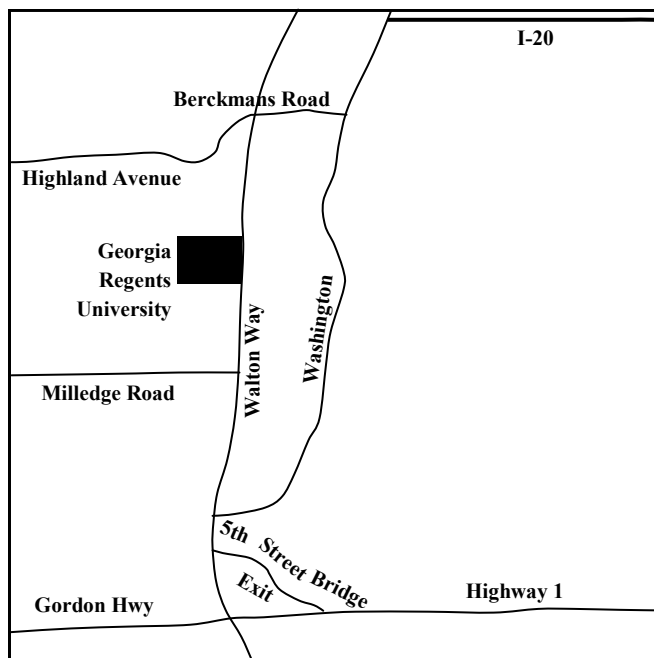 I-20
Berckmans Road
Highland Avenue
Georgia
Regents
University
Washington
Walton Way
Milledge Road
5th Street Bridge
Exit
Highway 1
Gordon Hwy